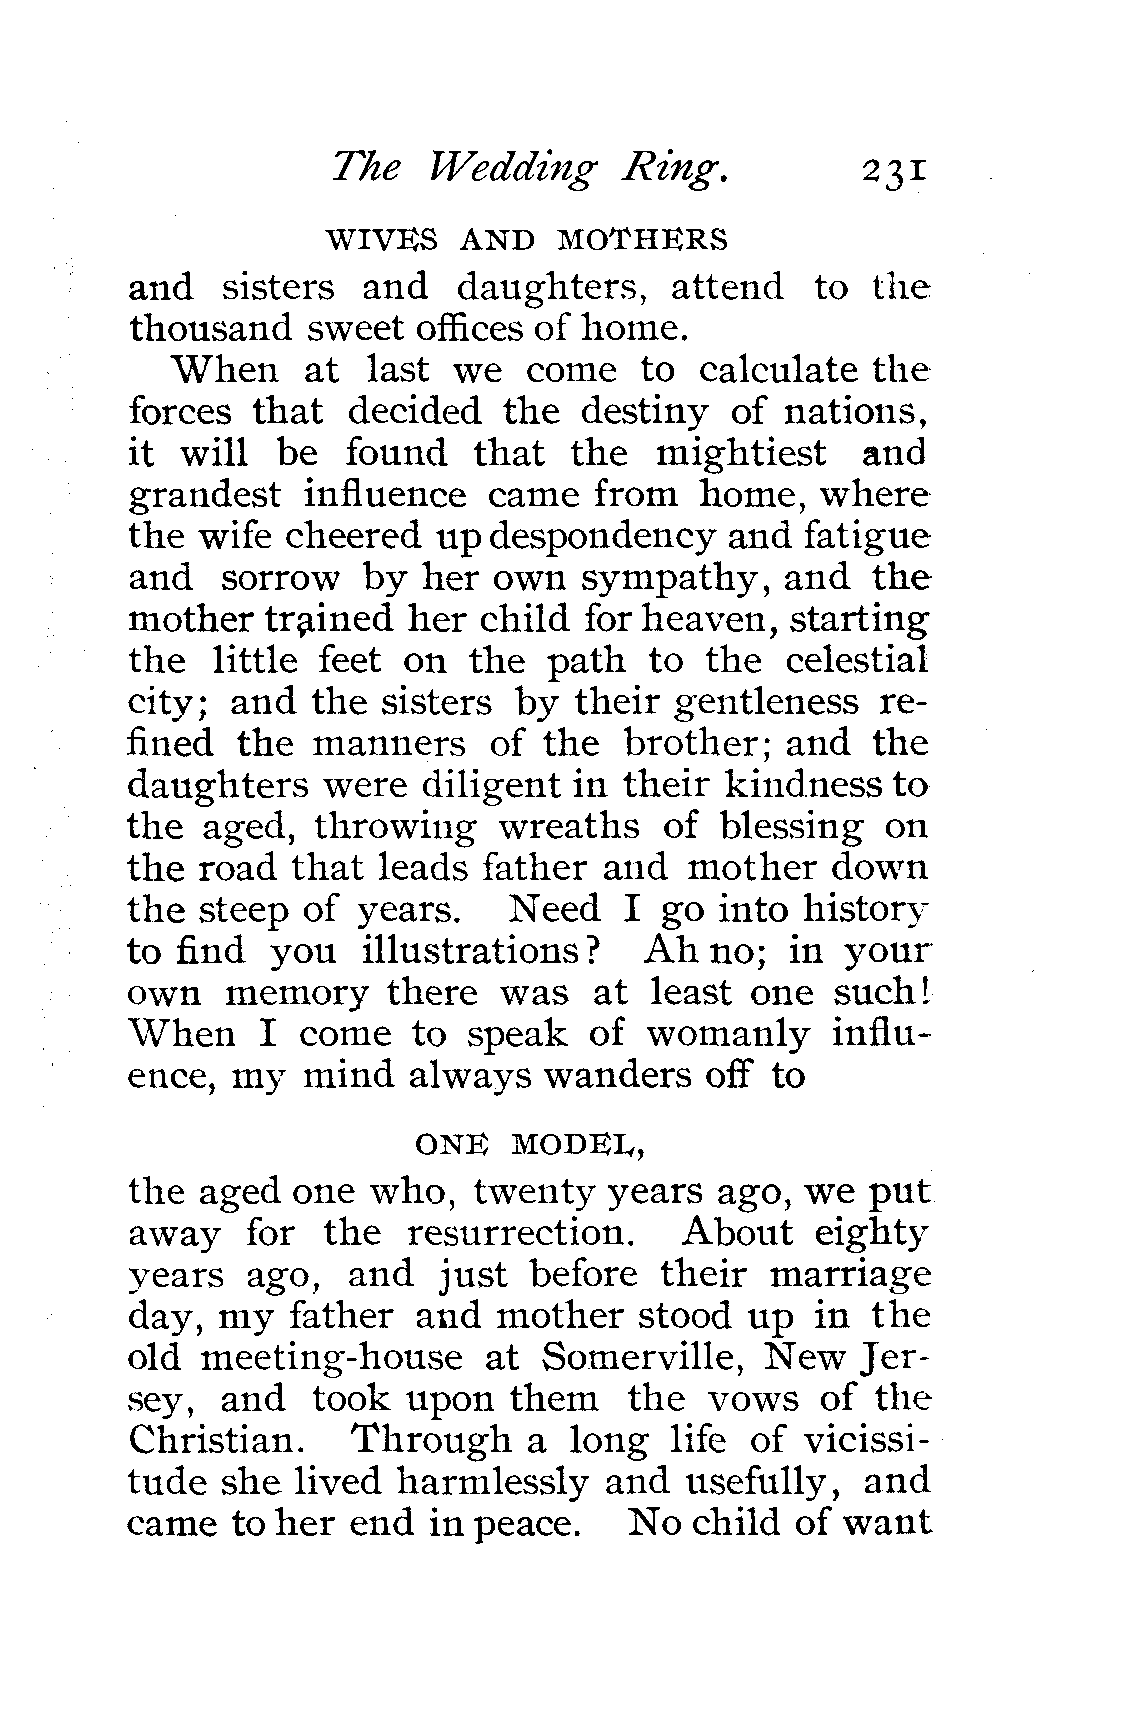 The Wedding Ring. 231
WIVES AND MOTHERS
and sisters and daughters, attend to the
thousand sweet offices of home.
When at last we come to calculate the
forces that decided the destiny of nations,
it will be found that the mightiest and
grandest influence came from home, where
the wife cheered up despondency and fatigue
and sorrow by her own sympathy, and the
mother trained her child for heaven, starting
the little feet on the path to the celestial
city; and the sisters by their gentleness re-
fined the manners of the brother; and the
daughters were diligent in their kindness to
the aged, throwing wreaths of blessing on
the road that leads father and mother down
the steep of years. Need I go into history
to find you illustrations? Ah no; in your
own memory there was at least one such!
When I come to speak of womanly influ-
ence, my mind always wanders off to
ONE MODEL,
the aged one who, twenty years ago, we put
away for the resurrection. About eighty
years ago, and just before their marriage
day, my father and mother stood up in the
old meeting-house at Somerville, New Jer-
sey, and took upon them the vows of the
Christian. Through a long life of vicissi-
tude she lived harmlessly and usefully, and
came to her end in peace. No child of want